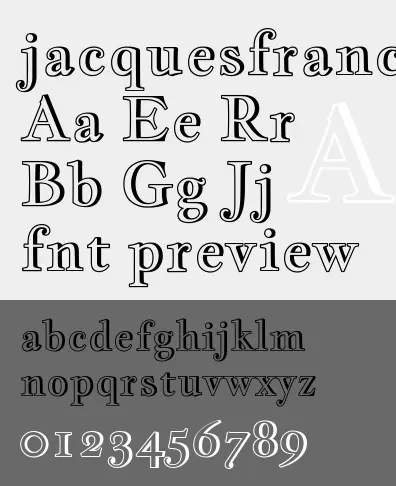 jacquesfranc
Aa Ee Rr
Bb Gg Jj
A
fnt preview
abcdefghijklm
nopqrstuvwxyz
0123456789